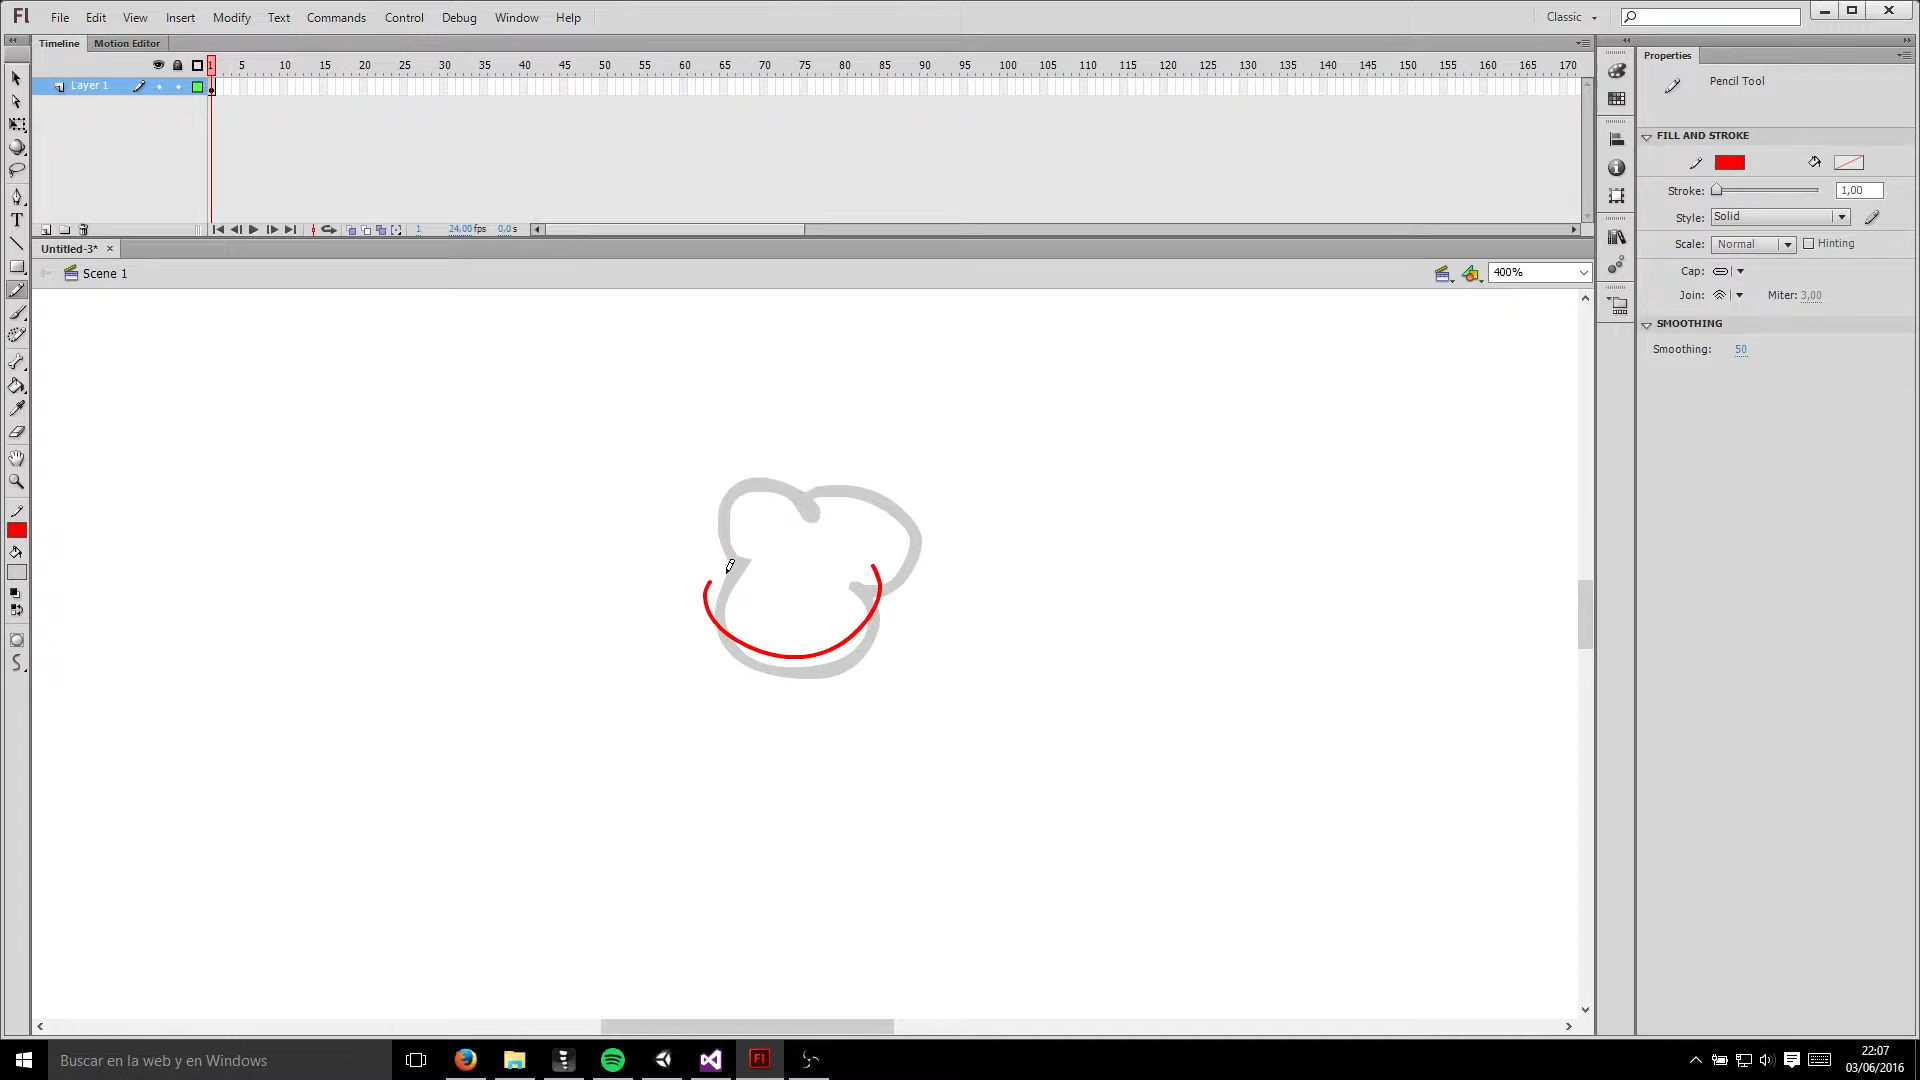 Fl File Edit View Insert Modify Text Commands Control Debug Window Help Classic
Timeline Motion Editor
1 5 10 15 20 25 30 35 40 45 50 55 60 65 70 75 80 85 90 95 100 105 110 115 120 125 130 135 140 145 150 155 160 165 170
Layer 1
1 24,00 fps 0,0 s
Untitled-3* ×
Scene 1
400%
T
Properties
Pencil Tool
FILL AND STROKE
Stroke: 1,00
Style: Solid
Scale: Normal Hinting
Cap:
Join: Miter: 3,00
SMOOTHING
Smoothing: 50
Buscar en la web y en Windows
Fl
22:07
03/06/2016